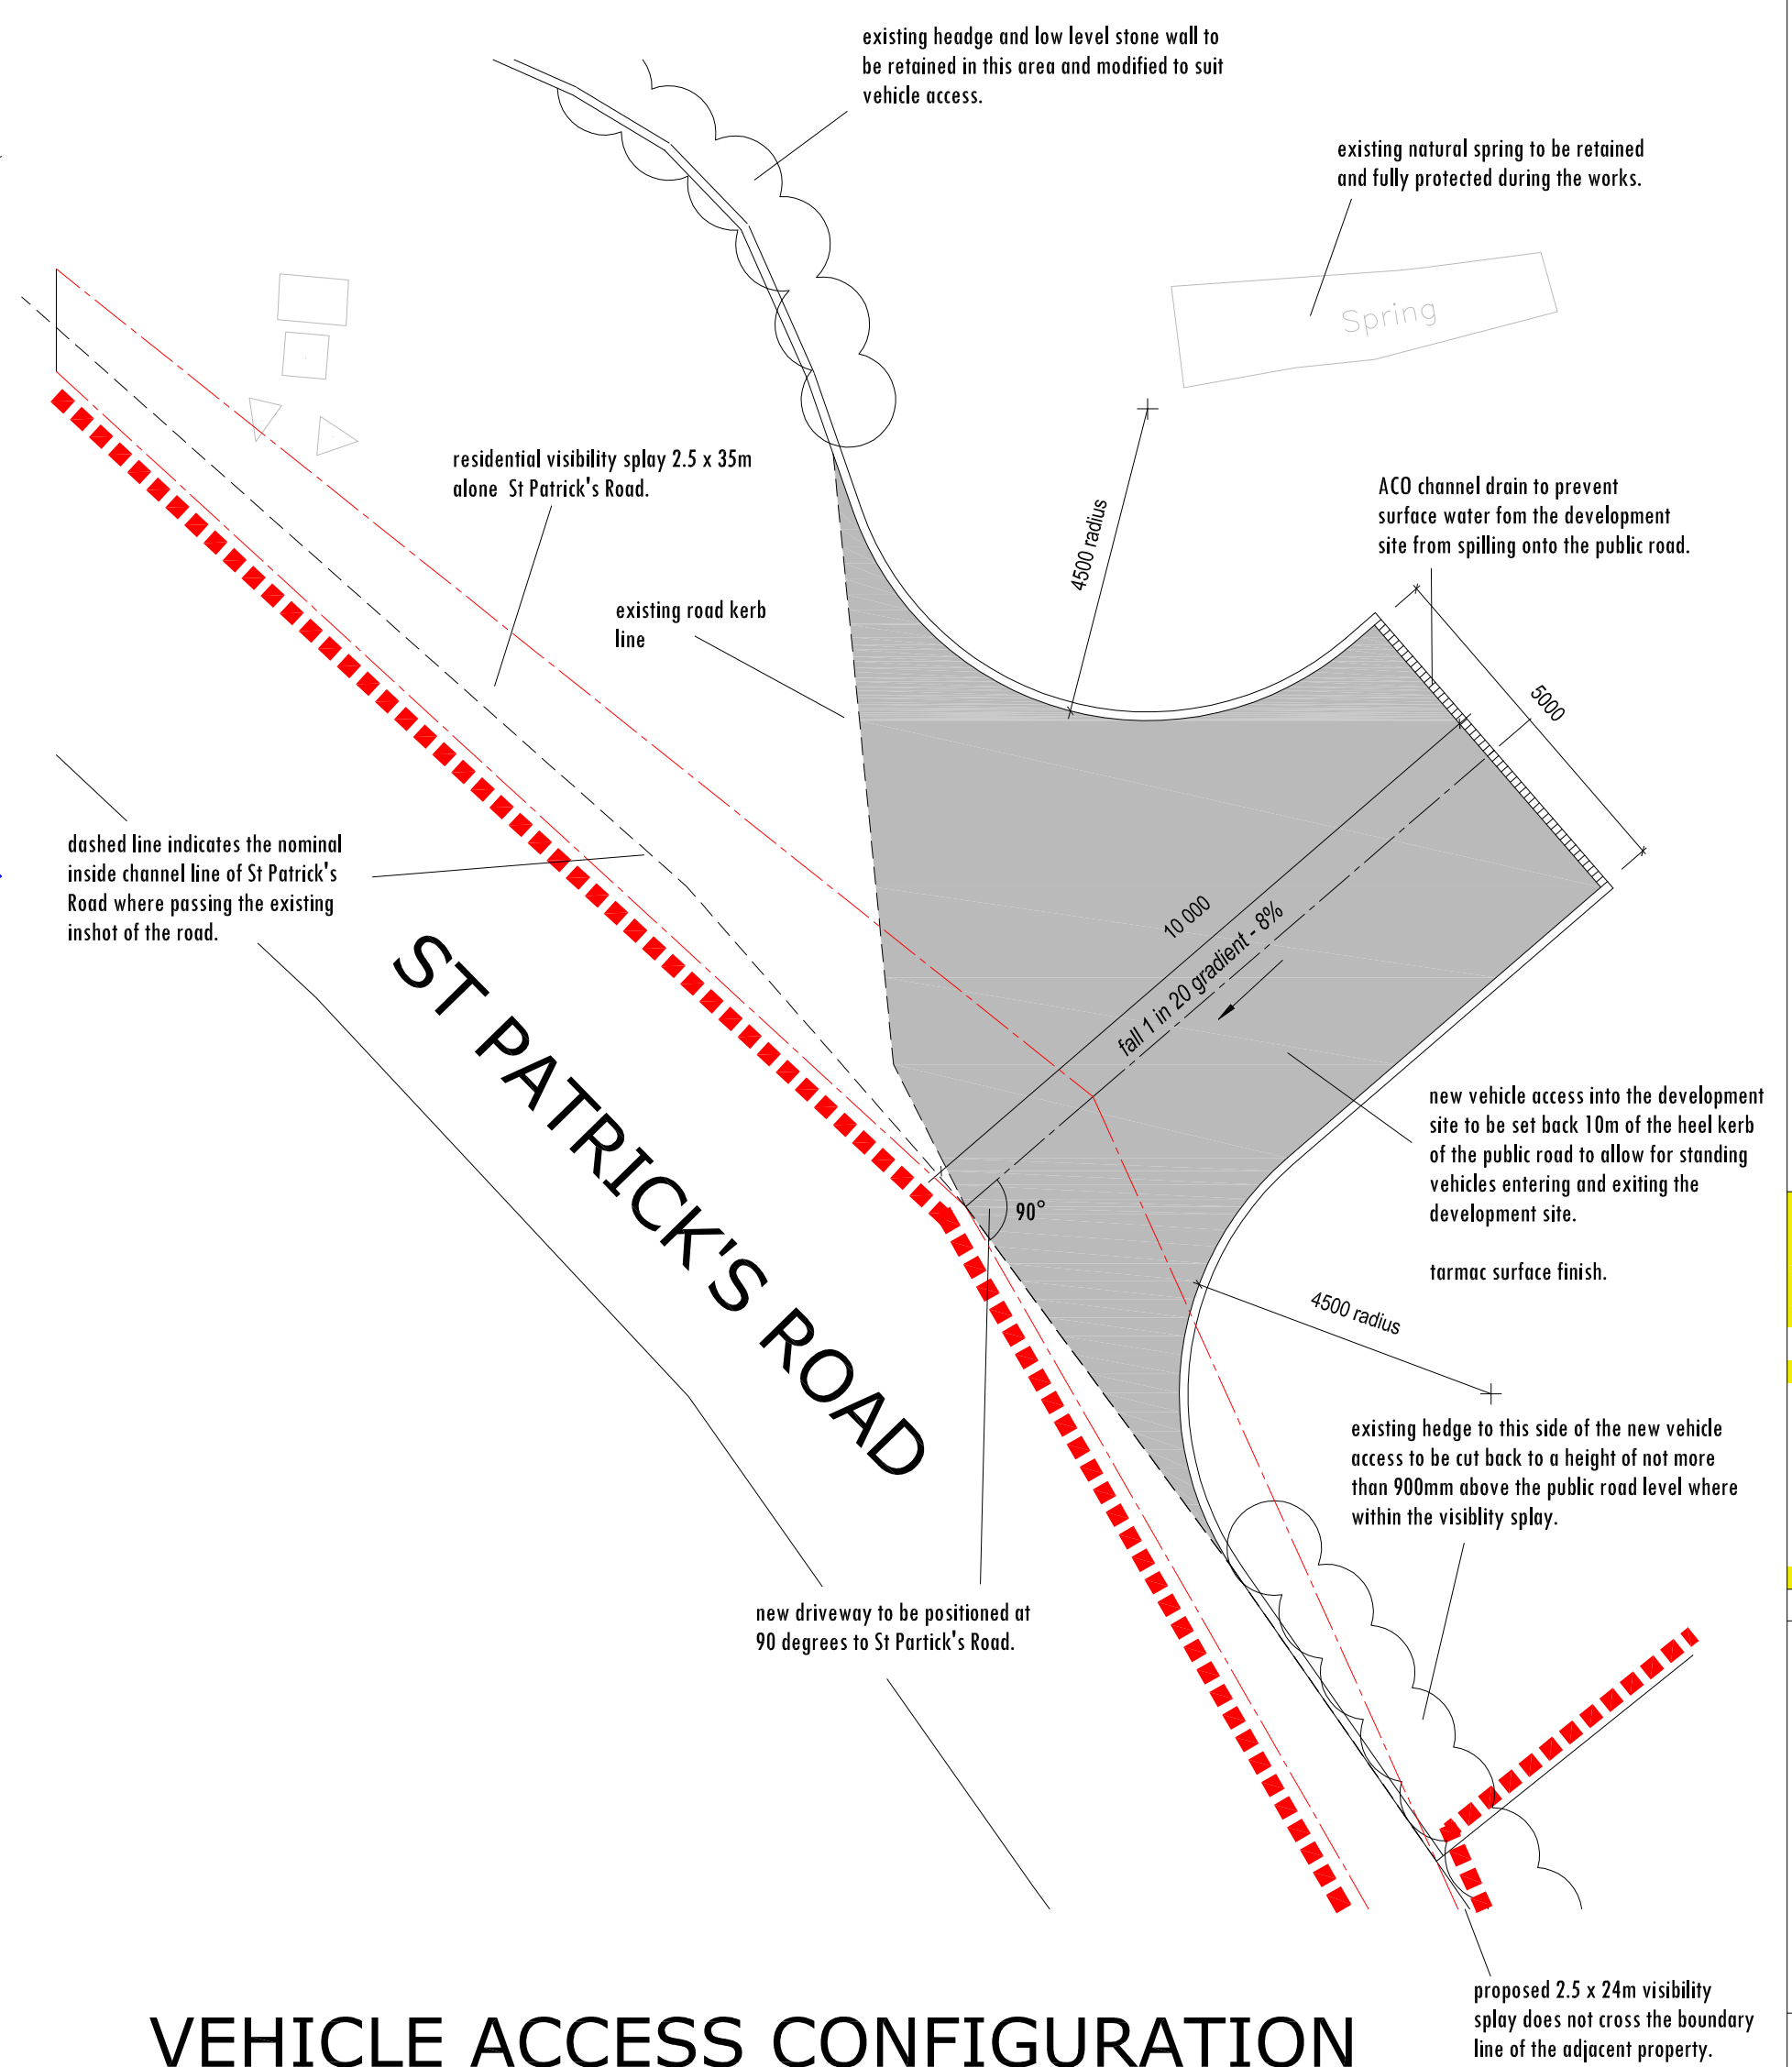 existing headge and low level stone wall to
be retained in this area and modified to suit
vehicle access.
existing natural spring to be retained
and fully protected during the works.
Spring
residential visibility splay 2.5 x 35m
alone St Patrick's Road.
4500 radius
ACO channel drain to prevent
surface water fom the development
site from spilling onto the public road.
existing road kerb
line
5000
dashed line indicates the nominal
inside channel line of St Patrick's
Road where passing the existing
inshot of the road.
10 000
fall 1 in 20 gradient - 8%
ST PATRICK'S ROAD
new vehicle access into the development
site to be set back 10m of the heel kerb
of the public road to allow for standing
vehicles entering and exiting the
development site.
tarmac surface finish.
90°
4500 radius
existing hedge to this side of the new vehicle
access to be cut back to a height of not more
than 900mm above the public road level where
within the visiblity splay.
new driveway to be positioned at
90 degrees to St Partick's Road.
proposed 2.5 x 24m visibility
splay does not cross the boundary
line of the adjacent property.
VEHICLE ACCESS CONFIGURATION